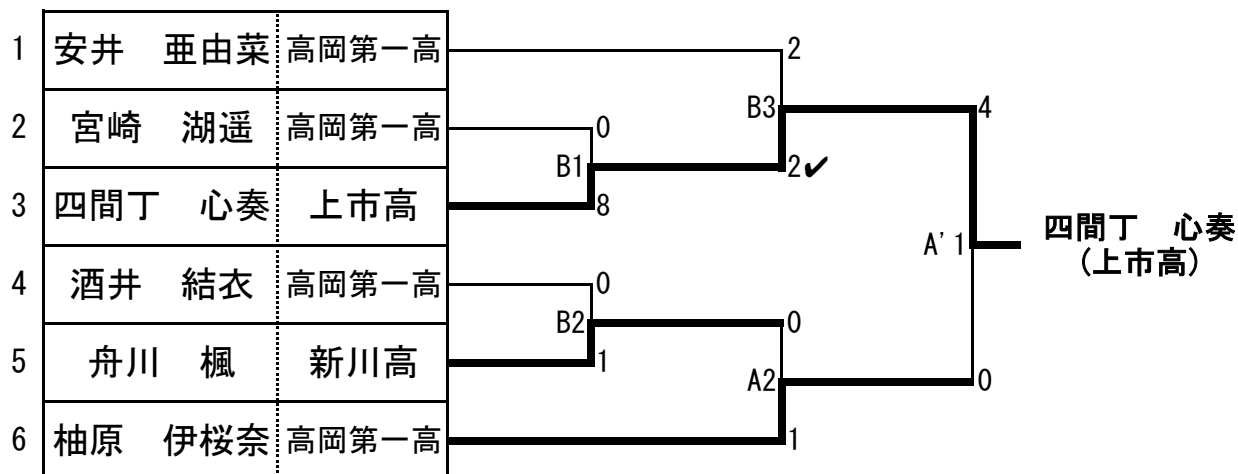 1 安井 亜由菜 高岡第一高 2
B3 4
2 宮崎 湖遥 高岡第一高 0
B1 2✔
3 四間丁 心奏 上市高 8
A' 1 四間丁 心奏
(上市高)
4 酒井 結衣 高岡第一高 0
B2 0
5 舟川 楓 新川高 1
A2 0
6 柚原 伊桜奈 高岡第一高 1